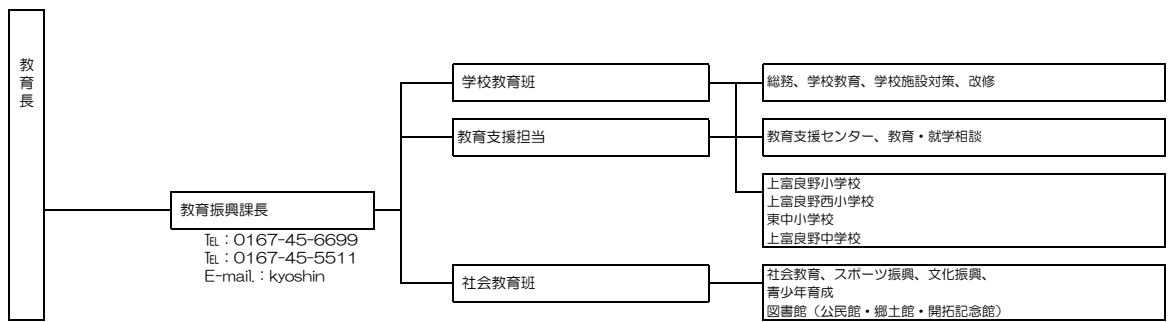 教育長
教育振興課長
℡：0167-45-6699
℡：0167-45-5511
E-mail.：kyoshin
学校教育班
総務、学校教育、学校施設対策、改修
教育支援担当
教育支援センター、教育・就学相談
上富良野小学校
上富良野西小学校
東中小学校
上富良野中学校
社会教育班
社会教育、スポーツ振興、文化振興、
青少年育成
図書館（公民館・郷土館・開拓記念館）